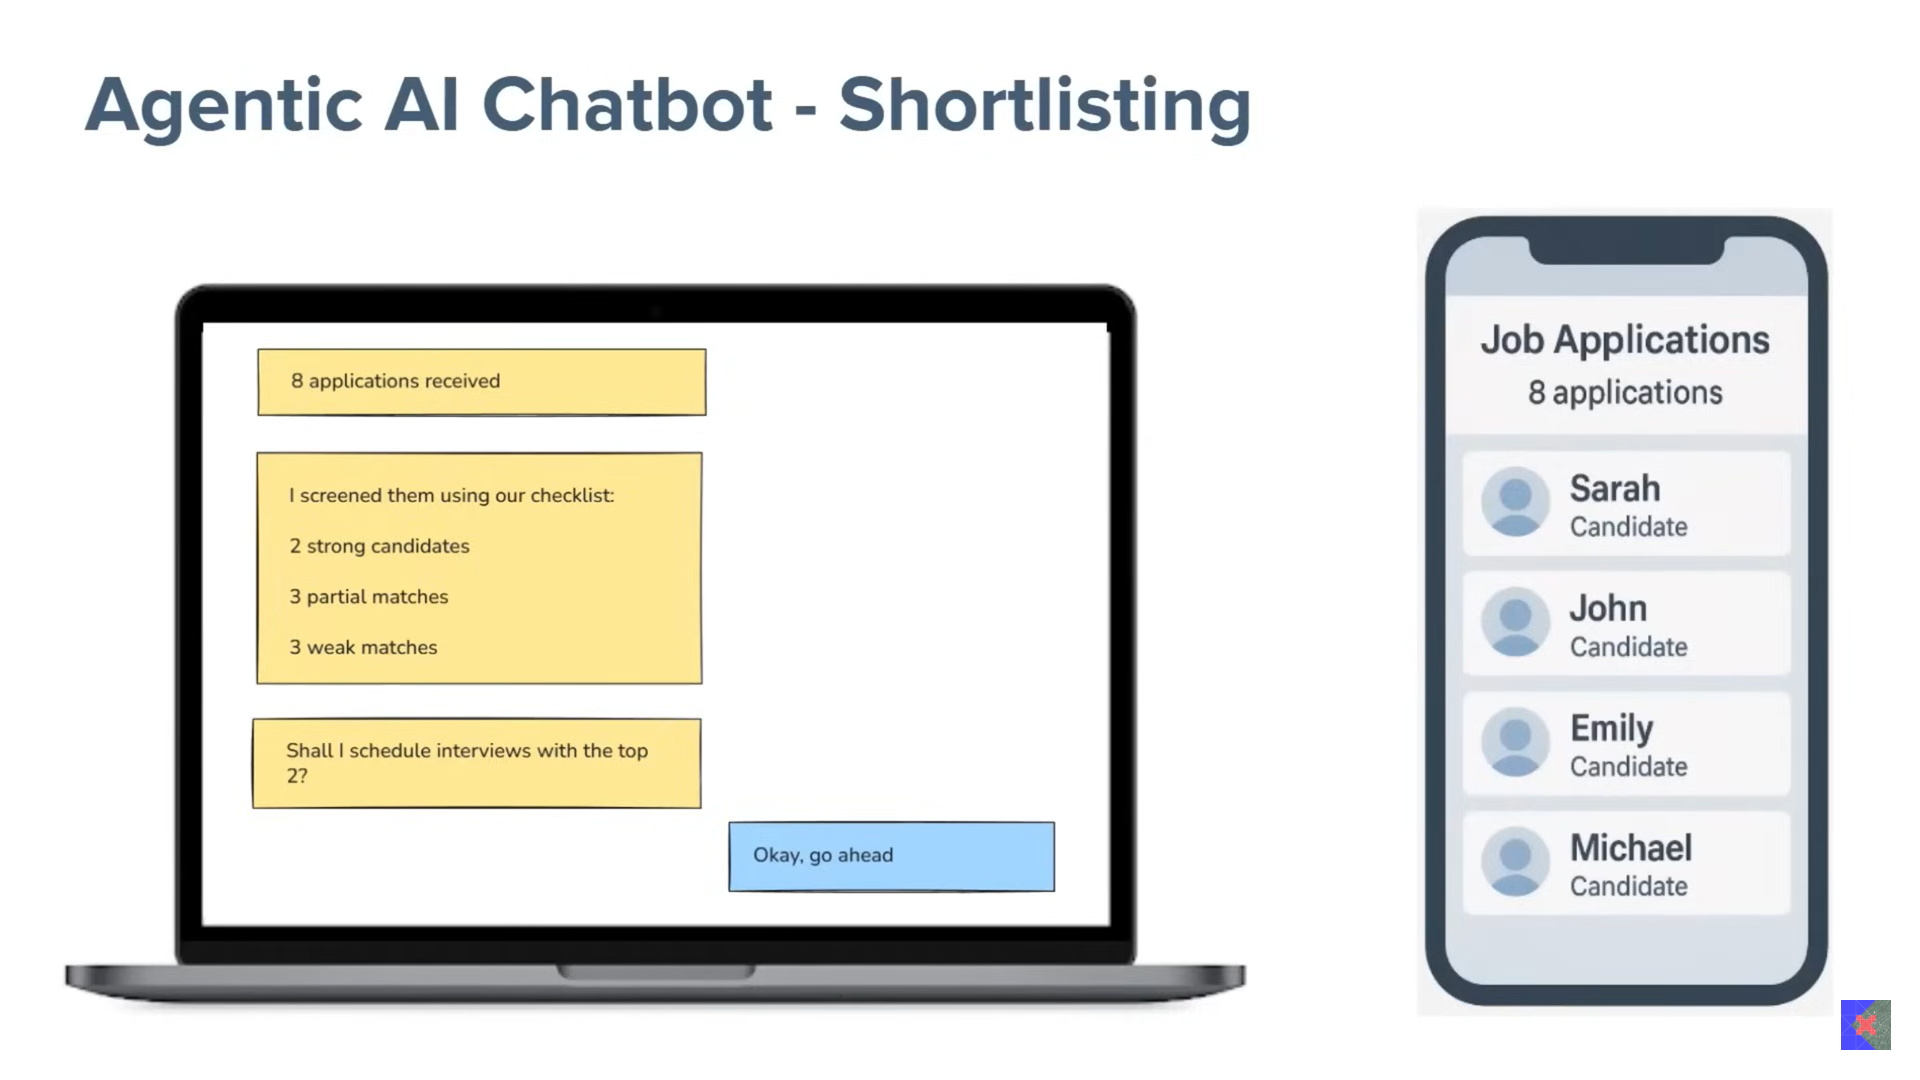 Agentic AI Chatbot - Shortlisting
8 applications received
I screened them using our checklist:
2 strong candidates
3 partial matches
3 weak matches
Shall I schedule interviews with the top
2?
Okay, go ahead
Job Applications
8 applications
Sarah
Candidate
John
Candidate
Emily
Candidate
Michael
Candidate